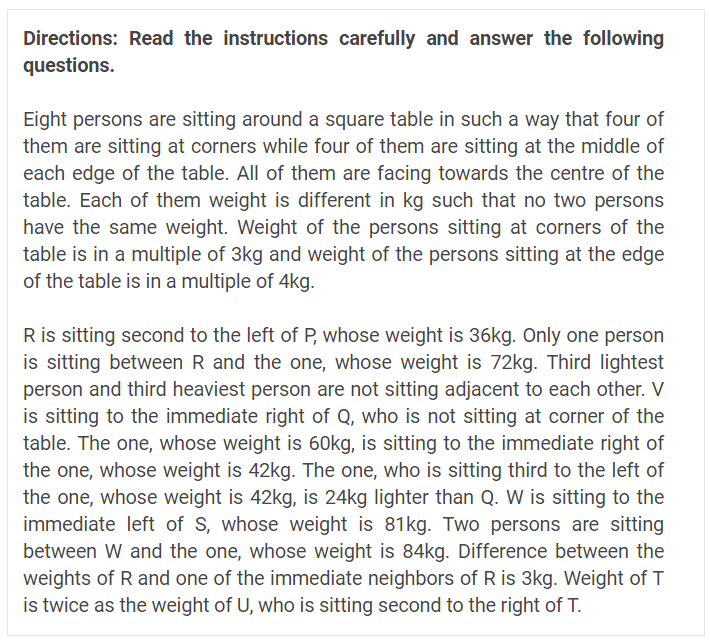 Directions: Read the instructions carefully and answer the following
questions.
Eight persons are sitting around a square table in such a way that four of
them are sitting at corners while four of them are sitting at the middle of
each edge of the table. All of them are facing towards the centre of the
table. Each of them weight is different in kg such that no two persons
have the same weight. Weight of the persons sitting at corners of the
table is in a multiple of 3kg and weight of the persons sitting at the edge
of the table is in a multiple of 4kg.
R is sitting second to the left of P, whose weight is 36kg. Only one person
is sitting between R and the one, whose weight is 72kg. Third lightest
person and third heaviest person are not sitting adjacent to each other. V
is sitting to the immediate right of Q, who is not sitting at corner of the
table. The one, whose weight is 60kg, is sitting to the immediate right of
the one, whose weight is 42kg. The one, who is sitting third to the left of
the one, whose weight is 42kg, is 24kg lighter than Q. W is sitting to the
immediate left of S, whose weight is 81kg. Two persons are sitting
between W and the one, whose weight is 84kg. Difference between the
weights of R and one of the immediate neighbors of R is 3kg. Weight of T
is twice as the weight of U, who is sitting second to the right of T.